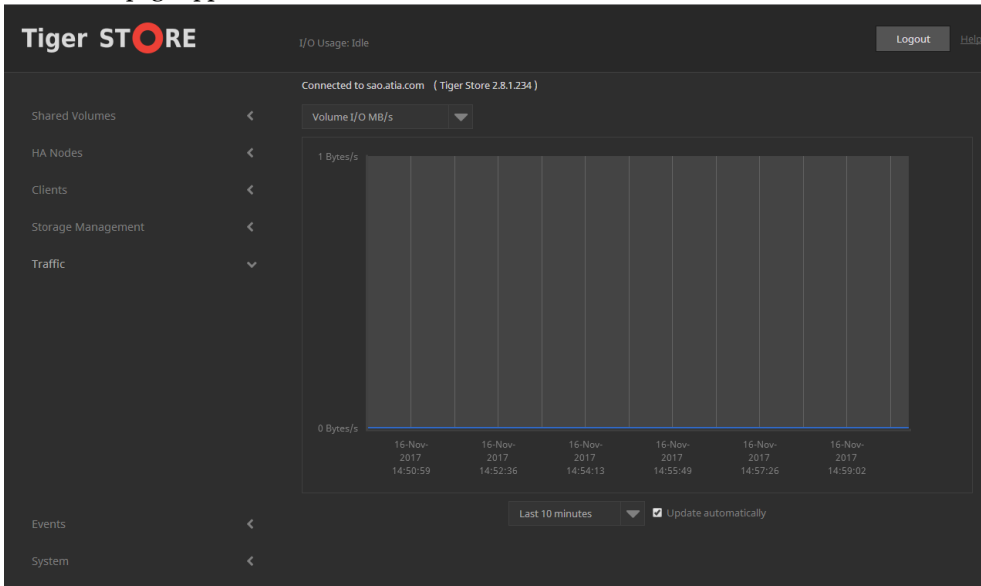 Tiger STORE
I/O Usage: Idle
Logout
Help
Connected to sao.atia.com ( Tiger Store 2.8.1.234 )
Shared Volumes
HA Nodes
Clients
Storage Management
Traffic
Events
System
Volume I/O MB/s
1 Bytes/s
0 Bytes/s
16-Nov-
2017
14:50:59
16-Nov-
2017
14:52:36
16-Nov-
2017
14:54:13
16-Nov-
2017
14:55:49
16-Nov-
2017
14:57:26
16-Nov-
2017
14:59:02
Last 10 minutes
Update automatically